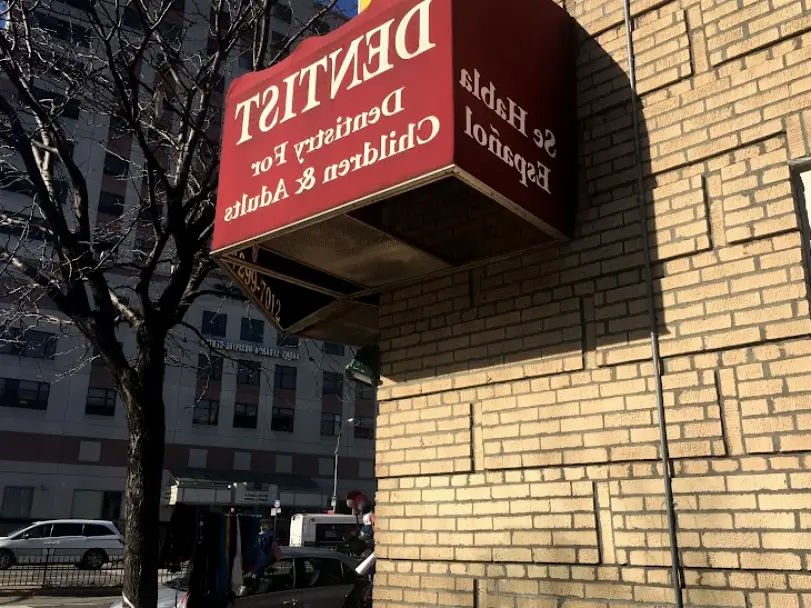 DENTIST
Dentistry For
Children & Adults
Se Habla
Español